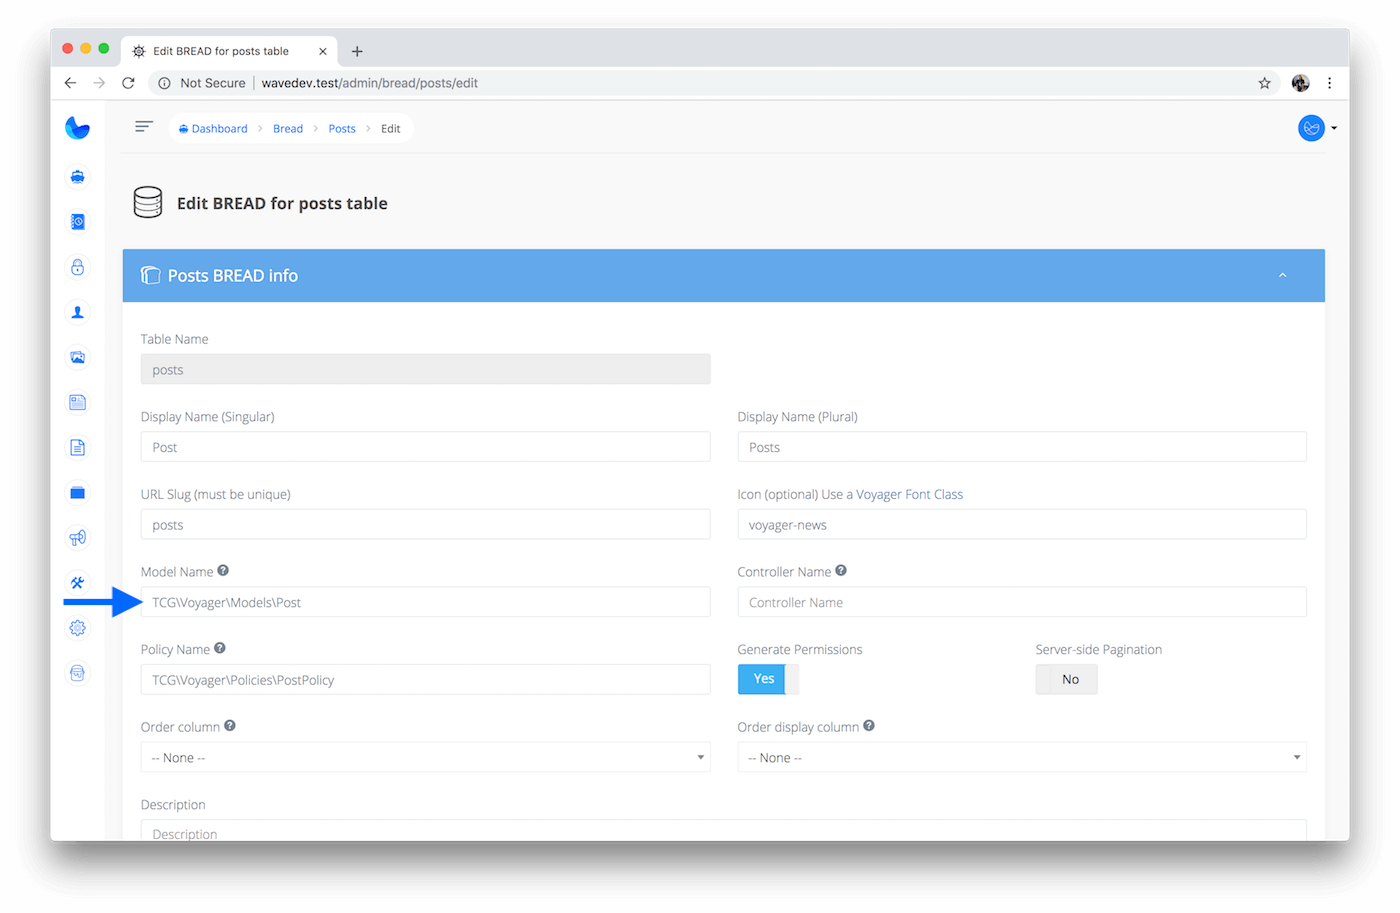 Edit BREAD for posts table
Not Secure | wavedev.test/admin/bread/posts/edit
Dashboard > Bread > Posts > Edit
Edit BREAD for posts table
Posts BREAD info
Table Name
posts
Display Name (Singular)
Display Name (Plural)
Post
Posts
URL Slug (must be unique)
Icon (optional) Use a Voyager Font Class
posts
voyager-news
Model Name
Controller Name
TCG\Voyager\Models\Post
Controller Name
Policy Name
Generate Permissions
Server-side Pagination
TCG\Voyager\Policies\PostPolicy
Yes
No
Order column
Order display column
-- None --
-- None --
Description
Description